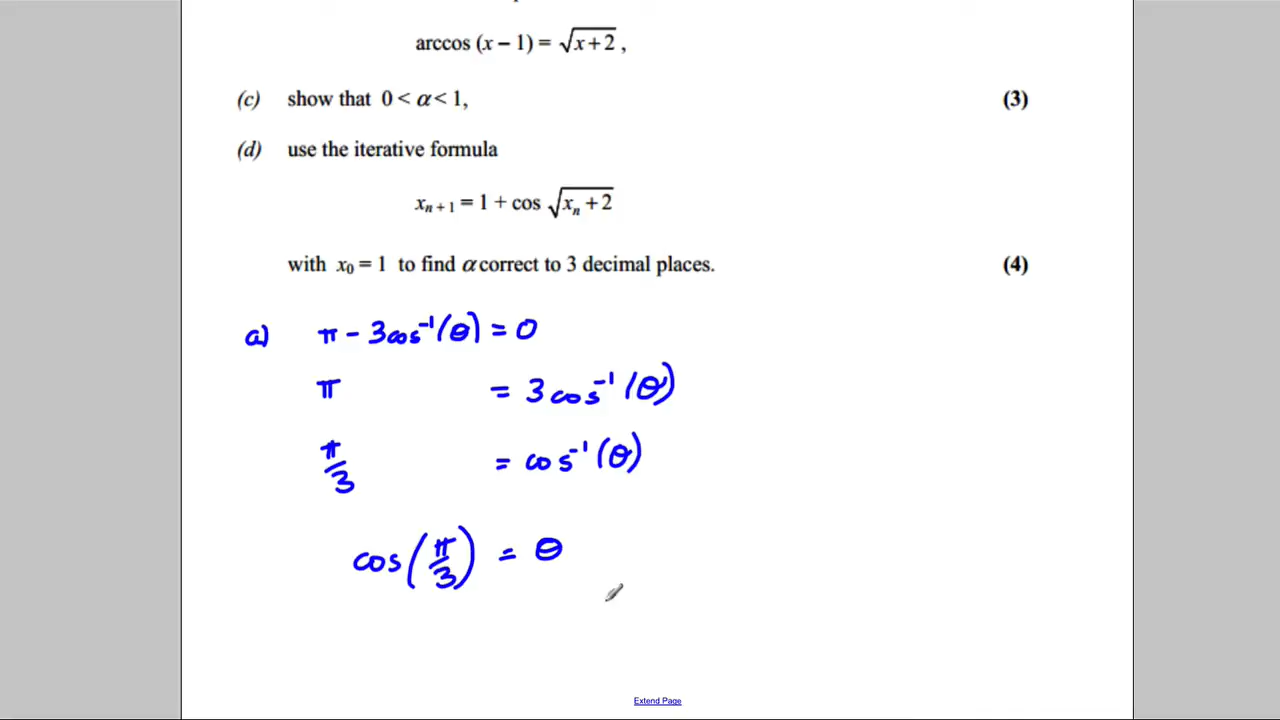 arccos (x − 1) = √x + 2 ,
(c) show that 0 < α < 1, (3)
(d) use the iterative formula
xₙ₊₁ = 1 + cos √xₙ + 2
with x₀ = 1 to find α correct to 3 decimal places. (4)
a) π − 3cos⁻¹(θ) = 0
π = 3cos⁻¹(θ)
π/3 = cos⁻¹(θ)
cos(π/3) = θ
Extend Page